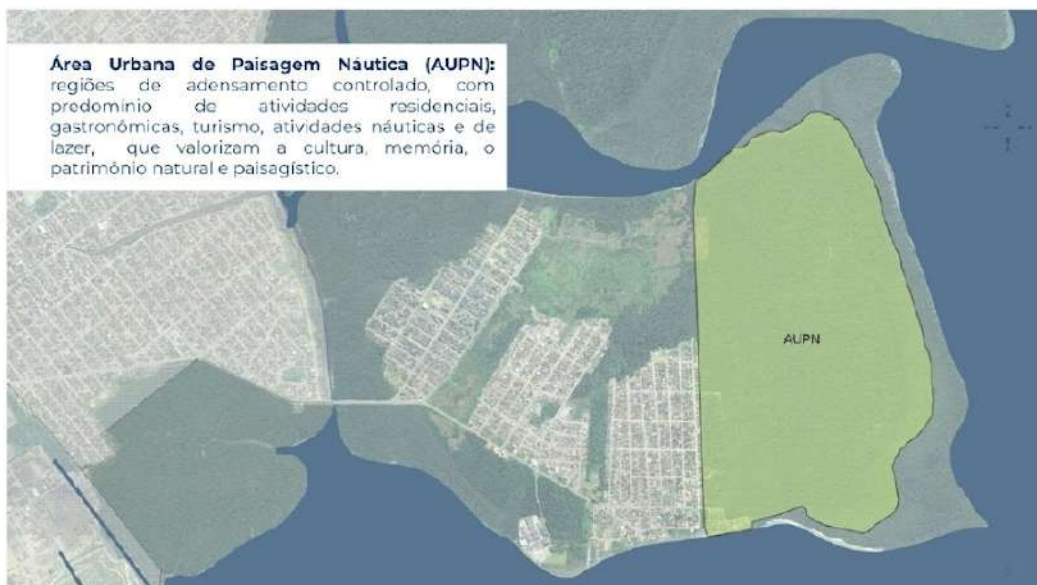 Área Urbana de Paisagem Náutica (AUPN):
regiões de adensamento controlado, com
predomínio de atividades residenciais,
gastronômicas, turismo, atividades náuticas e de
lazer, que valorizam a cultura, memória, o
patrimônio natural e paisagístico.
AUPN